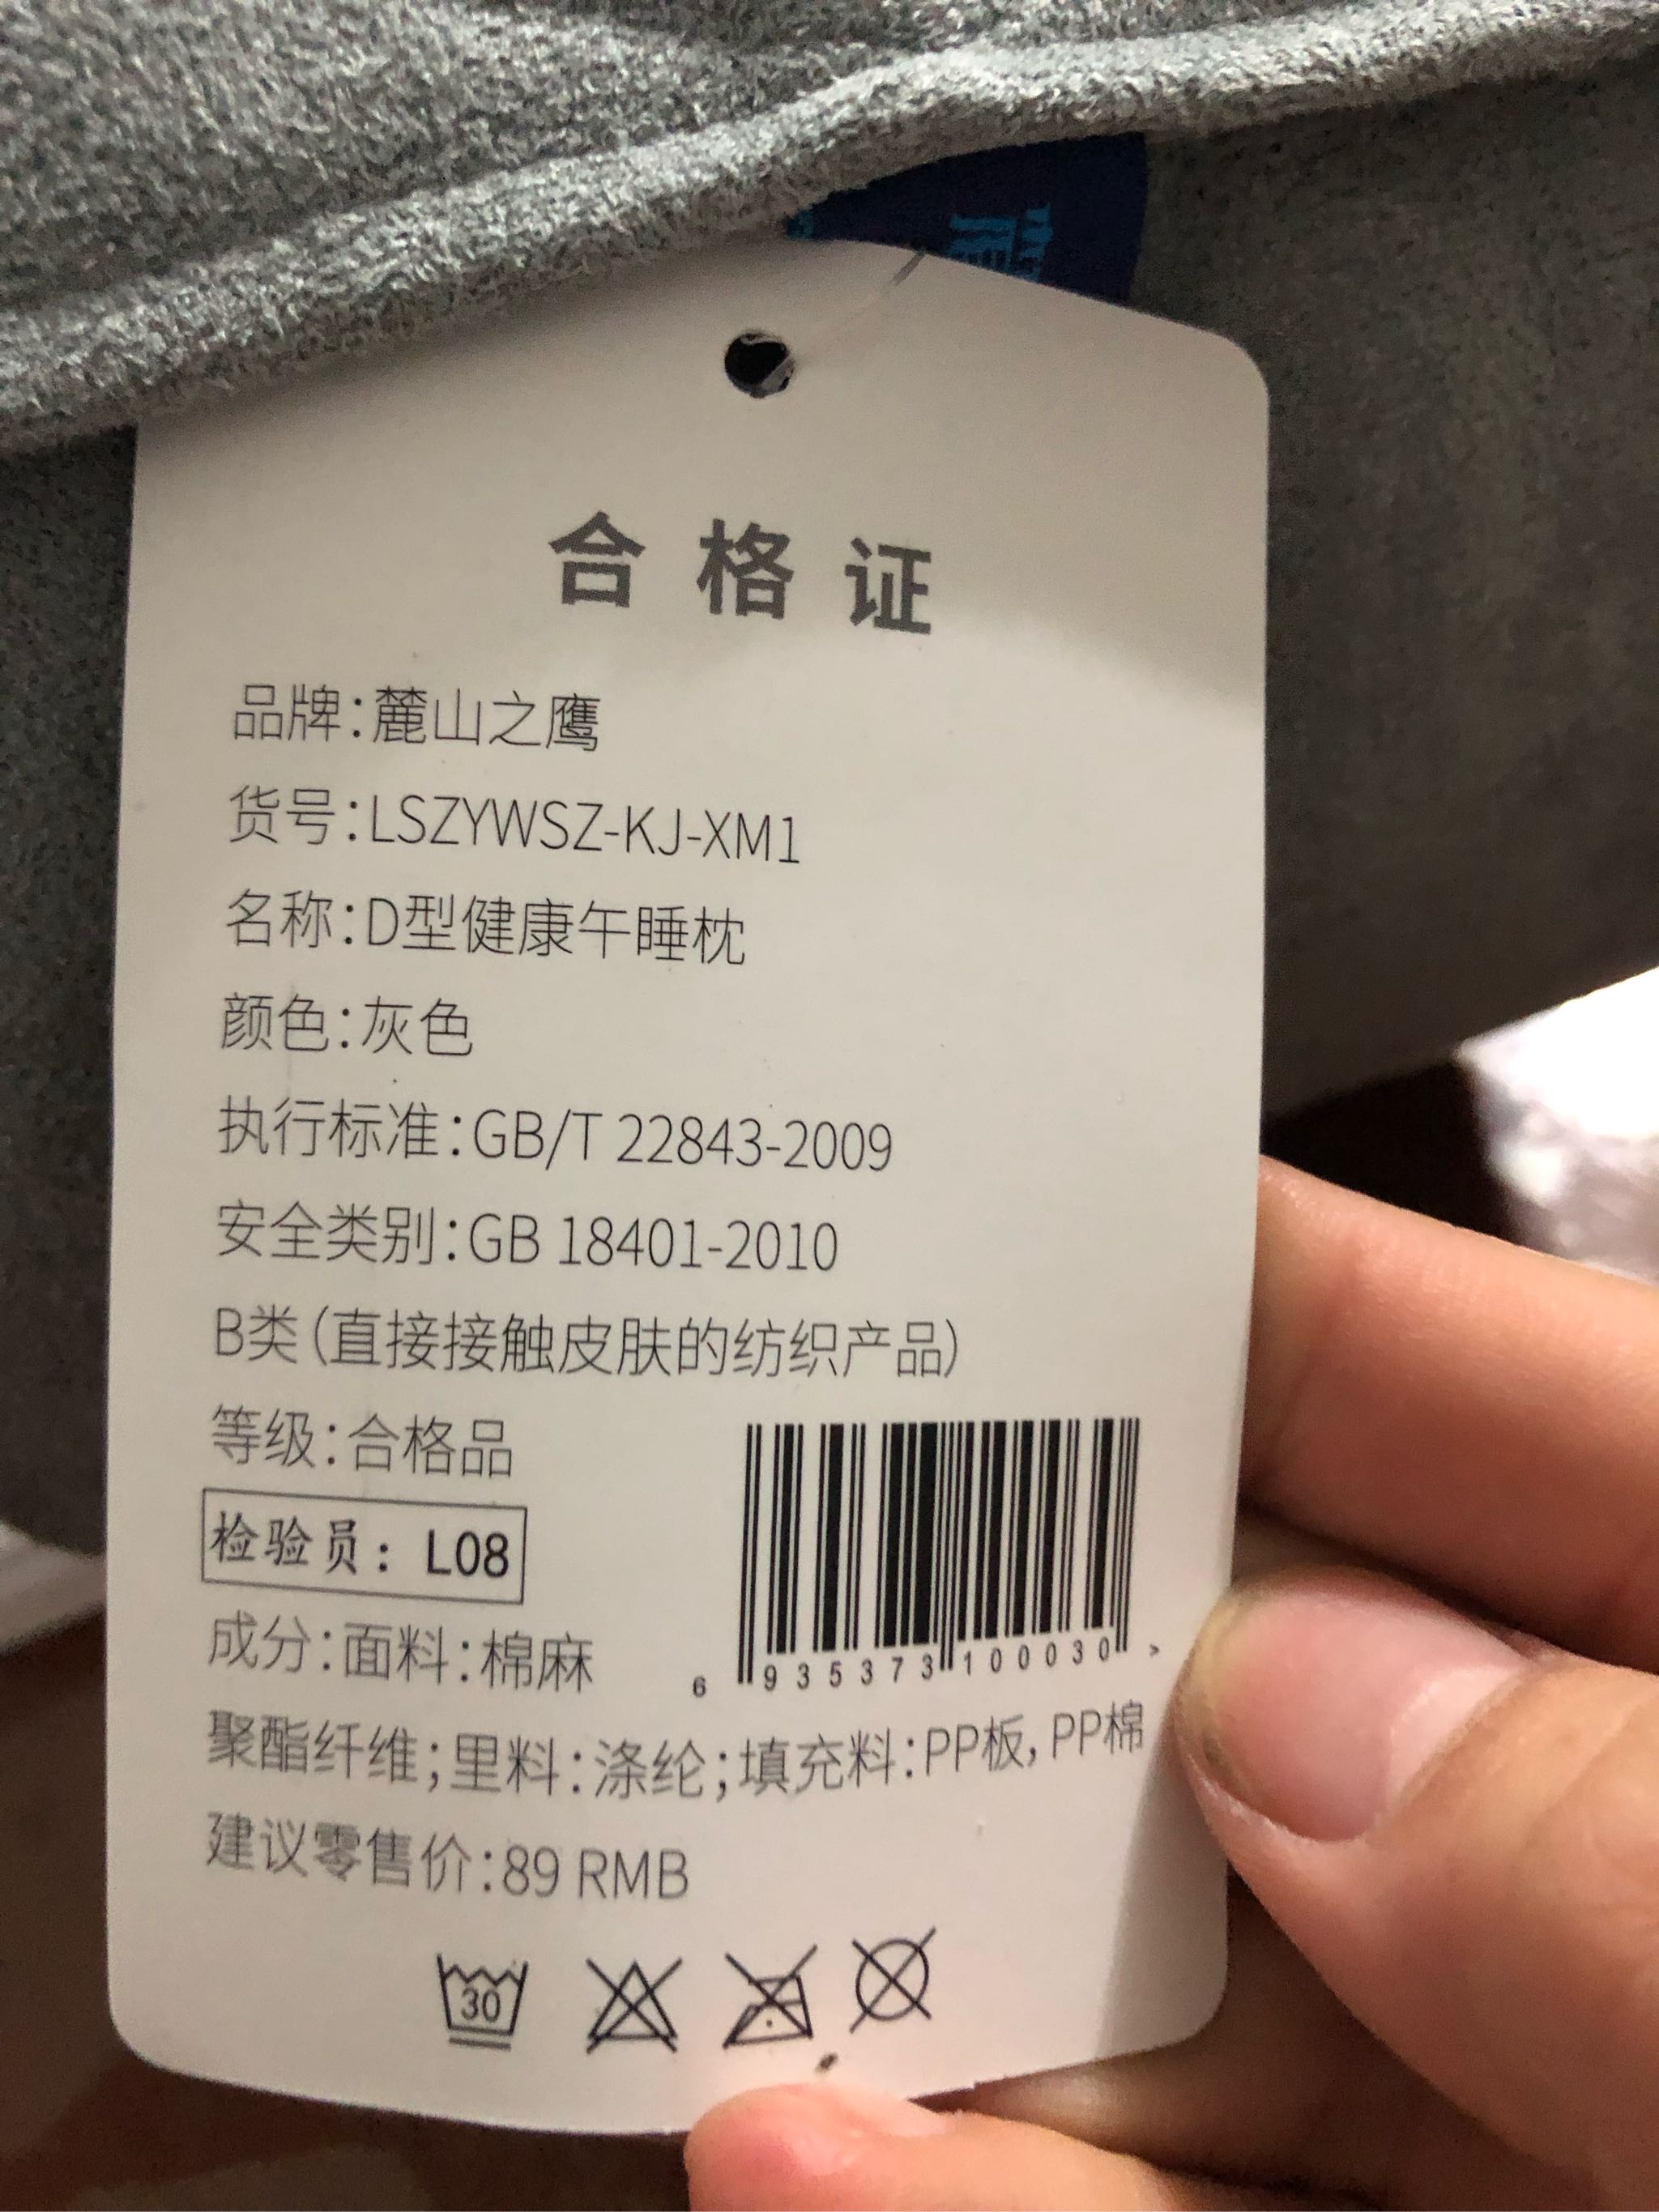 合格证
品牌:麓山之鹰
货号:LSZYWSZ-KJ-XM1
名称:D型健康午睡枕
颜色:灰色
执行标准:GB/T 22843-2009
安全类别:GB 18401-2010
B类(直接接触皮肤的纺织产品)
等级:合格品
检验员: L08
6 935373 100030 >
成分:面料:棉麻
聚酯纤维;里料:涤纶;填充料:PP板, PP棉
建议零售价:89 RMB
30